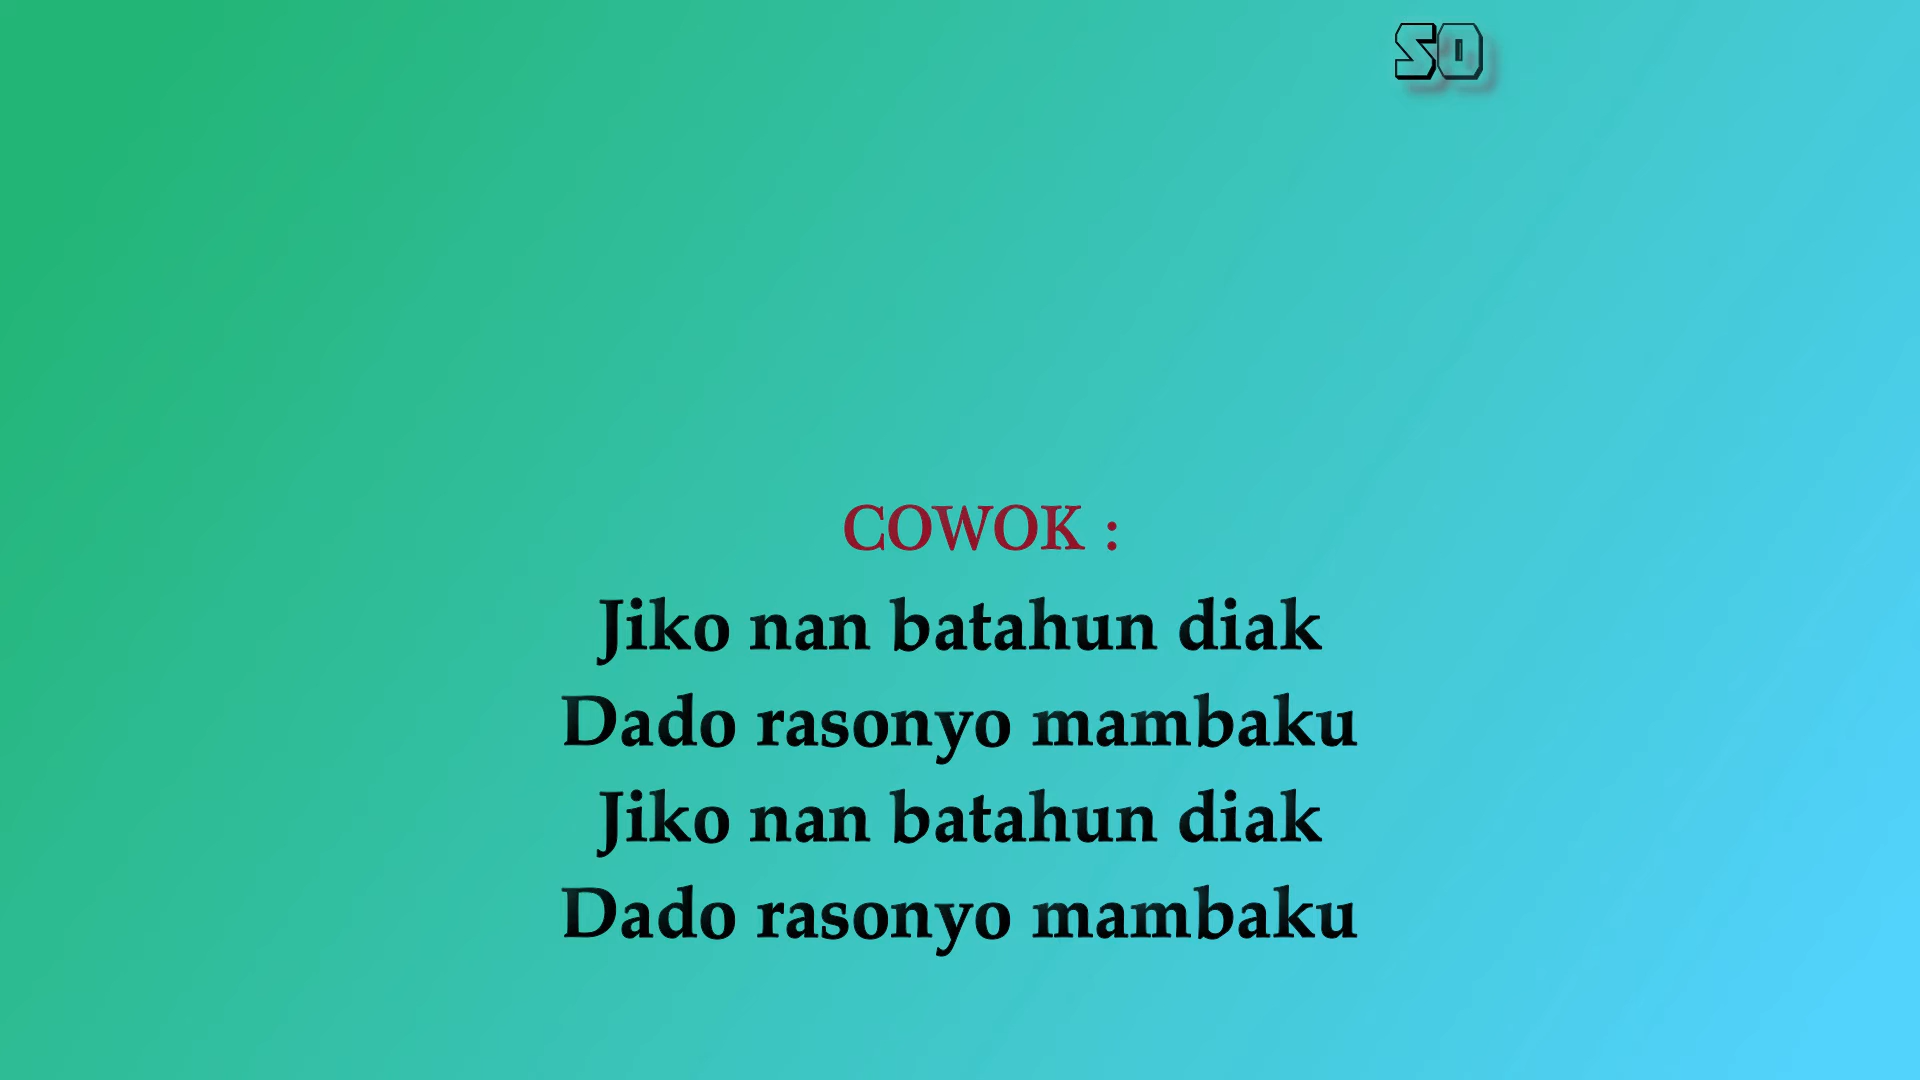 SO
COWOK :
Jiko nan batahun diak
Dado rasonyo mambaku
Jiko nan batahun diak
Dado rasonyo mambaku